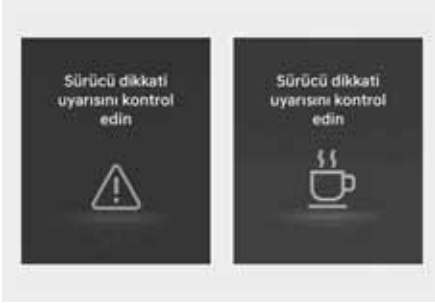 Sürücü dikkati
uyarısını kontrol
edin
Sürücü dikkati
uyarısını kontrol
edin